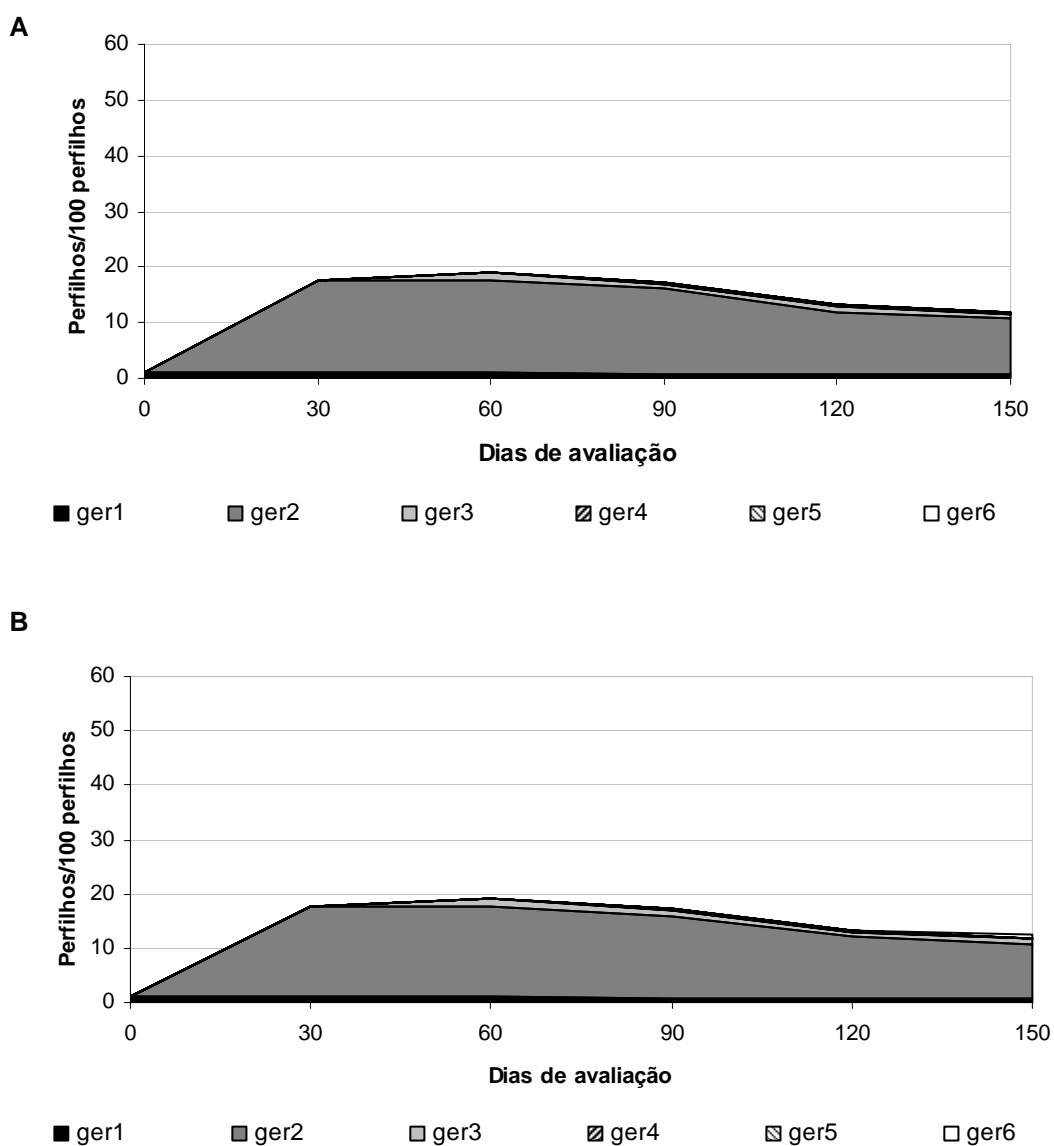 A
60
50
40
30
20
10
0
Perfilhos/100 perfilhos
0 30 60 90 120 150
Dias de avaliação
ger1 ger2 ger3 ger4 ger5 ger6
B
60
50
40
30
20
10
0
Perfilhos/100 perfilhos
0 30 60 90 120 150
Dias de avaliação
ger1 ger2 ger3 ger4 ger5 ger6